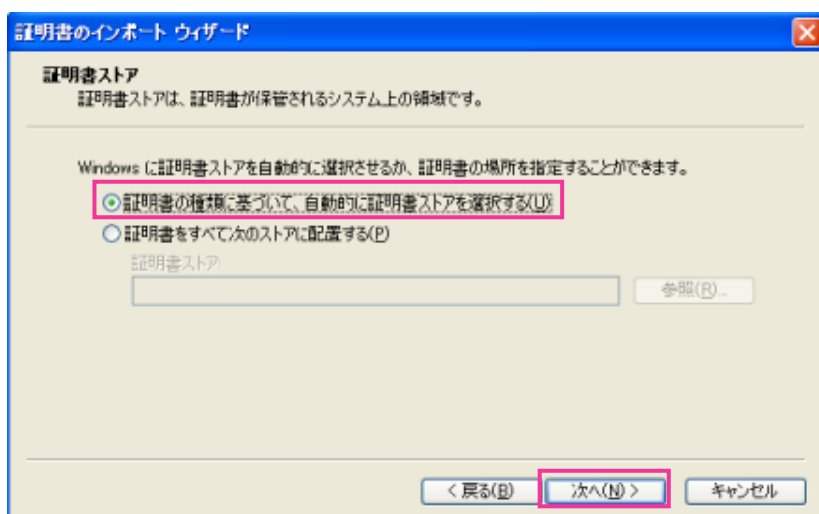 証明書のインポート ウィザード
証明書ストア
証明書ストアは、証明書が保管されるシステム上の領域です。
Windows に証明書ストアを自動的に選択させるか、証明書の場所を指定することができます。
証明書の種類に基づいて、自動的に証明書ストアを選択する(U)
証明書をすべて次のストアに配置する(P)
証明書ストア:
参照(R)...
< 戻る(B)
次へ(N) >
キャンセル